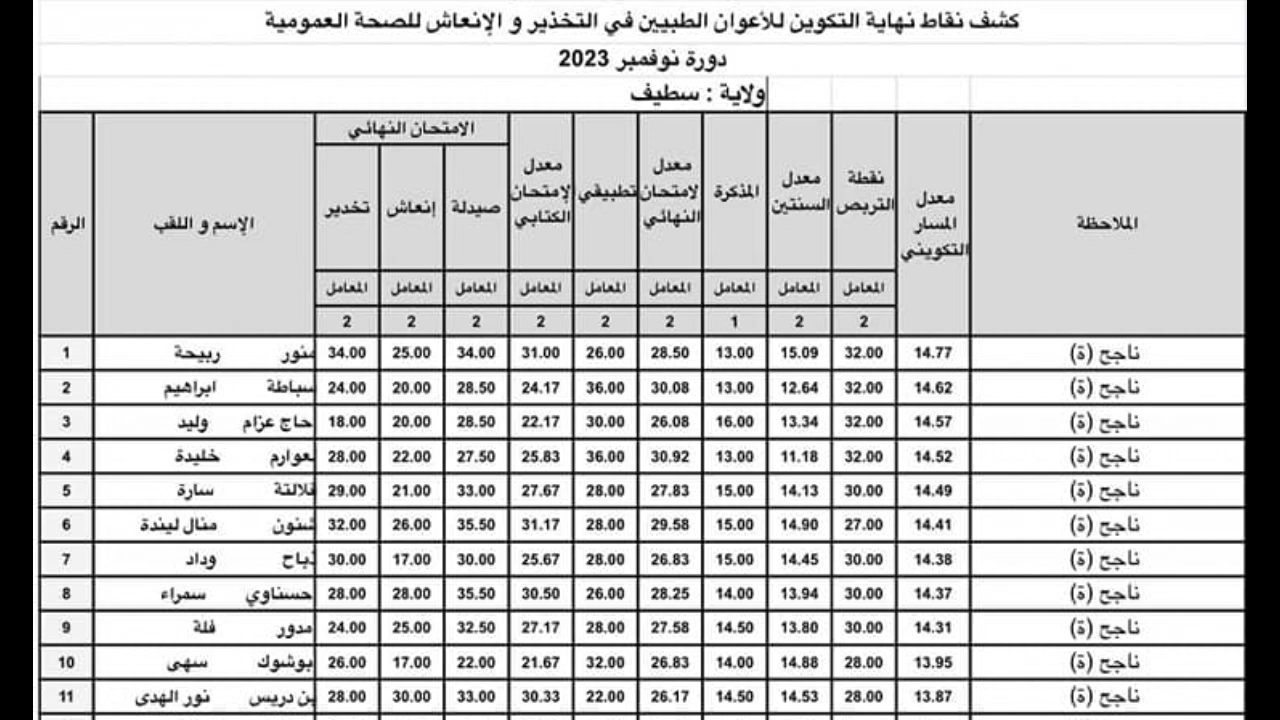 كشف نقاط نهاية التكوين للأعوان الطبيين في التخذير و الإنعاش للصحة العمومية
دورة نوفمبر 2023
ولاية : سطيف
الرقم الإسم و اللقب الامتحان النهائي تخدير إنعاش صيدلة معدل لإمتحان الكتابي تطبيقي معدل لامتحان النهائي المذكرة معدل السنتين نقطة التربص معدل المسار التكويني الملاحظة
المعامل المعامل المعامل المعامل المعامل المعامل المعامل المعامل المعامل
2 2 2 2 2 2 1 2 2
1 منور ربيحة 34.00 25.00 34.00 31.00 26.00 28.50 13.00 15.09 32.00 14.77 ناجح (ة)
2 سباطة ابراهيم 24.00 20.00 28.50 24.17 36.00 30.08 13.00 12.64 32.00 14.62 ناجح (ة)
3 حاج عزام وليد 18.00 20.00 28.50 22.17 30.00 26.08 16.00 13.34 32.00 14.57 ناجح (ة)
4 عوارم خليدة 28.00 22.00 27.50 25.83 36.00 30.92 13.00 11.18 32.00 14.52 ناجح (ة)
5 سارة 29.00 21.00 33.00 27.67 28.00 27.83 15.00 14.13 30.00 14.49 ناجح (ة)
6 منال ليندة 32.00 26.00 35.50 31.17 28.00 29.58 15.00 14.90 27.00 14.41 ناجح (ة)
7 وداد 30.00 17.00 30.00 25.67 28.00 26.83 15.00 14.45 30.00 14.38 ناجح (ة)
8 حسناوي سمراء 28.00 28.00 35.50 30.50 26.00 28.25 14.00 13.94 30.00 14.37 ناجح (ة)
9 مدور فلة 24.00 25.00 32.50 27.17 28.00 27.58 14.50 13.80 30.00 14.31 ناجح (ة)
10 بوشوك سهى 26.00 17.00 22.00 21.67 32.00 26.83 14.00 14.88 28.00 13.95 ناجح (ة)
11 بن دريس نور الهدى 28.00 30.00 33.00 30.33 22.00 26.17 14.50 14.53 28.00 13.87 ناجح (ة)